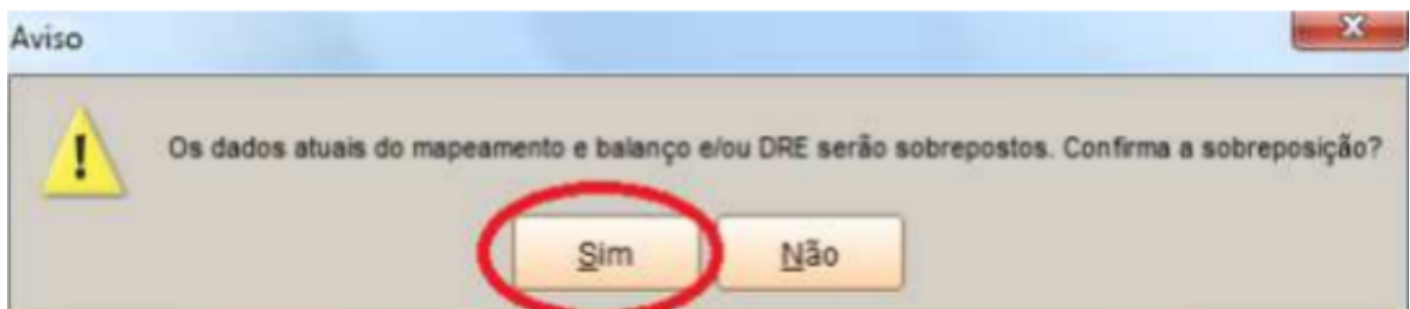 Aviso
Os dados atuais do mapeamento e balanço e/ou DRE serão sobrepostos. Confirma a sobreposição?
Sim Não